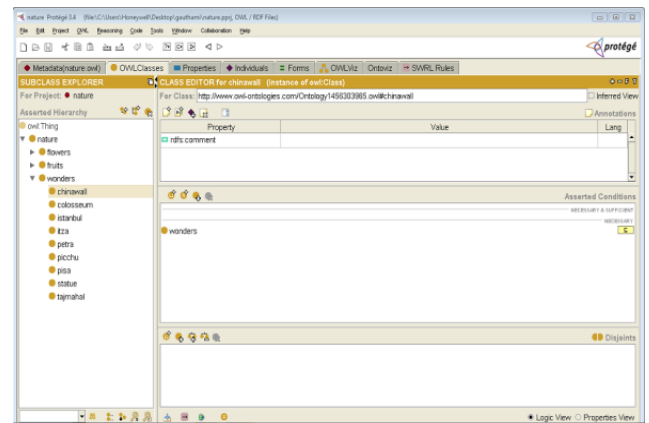 nature Protégé 3.4 (file:\C:\Users\Honeywell\Desktop\gauthami\nature.pprj, OWL / RDF Files)
File Edit Project OWL Reasoning Code Tools Window Collaboration Help
protégé
Metadata(nature.owl) OWLClasses Properties Individuals Forms OWLViz Ontoviz SWRL Rules
SUBCLASS EXPLORER
CLASS EDITOR for chinawall (instance of owl:Class)
For Project: nature
For Class: http://www.owl-ontologies.com/Ontology1456303965.owl#chinawall
Inferred View
Asserted Hierarchy
Annotations
Property Value Lang
rdfs:comment
owl:Thing
nature
flowers
fruits
wonders
chinawall
colosseum
istanbul
itza
petra
picchu
pisa
statue
tajmahal
Asserted Conditions
NECESSARY & SUFFICIENT
NECESSARY
wonders
Disjoints
Logic View Properties View